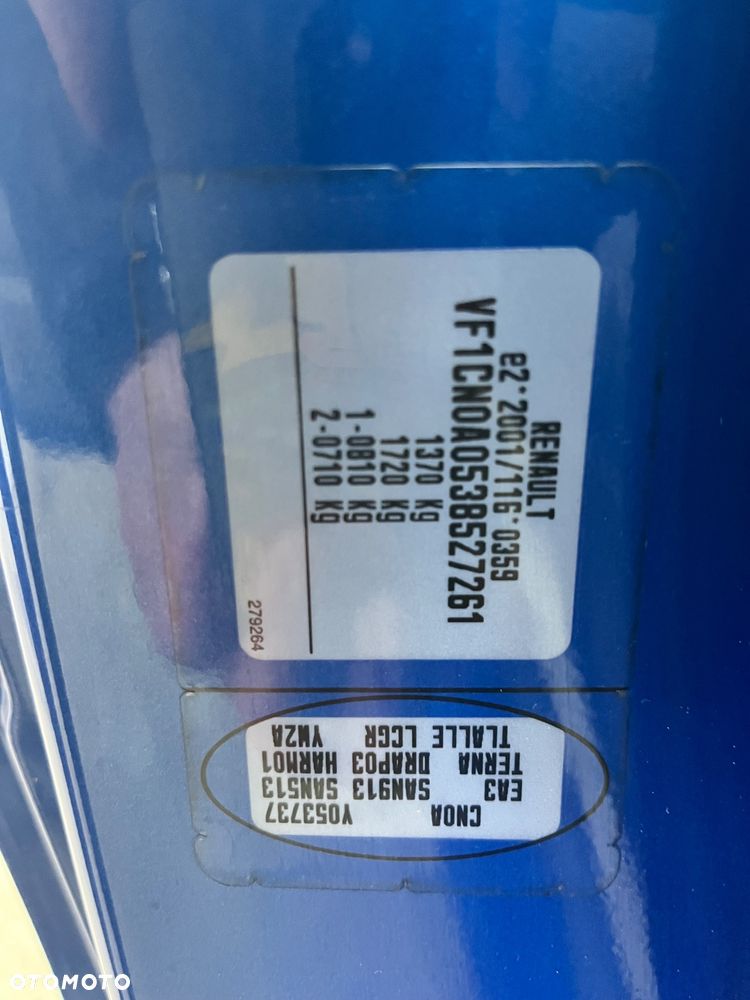 RENAULT
e2*2001/116*0359
VF1CN0A0538527261
1370 Kg
1720 Kg
1-0810 Kg
2-0710 Kg
279264
CN0A Y053737
EA3 SAN913 SAN513
TERNA DRAP03 HARM01
TLALLE LCGR YM2A
OTOMOTO